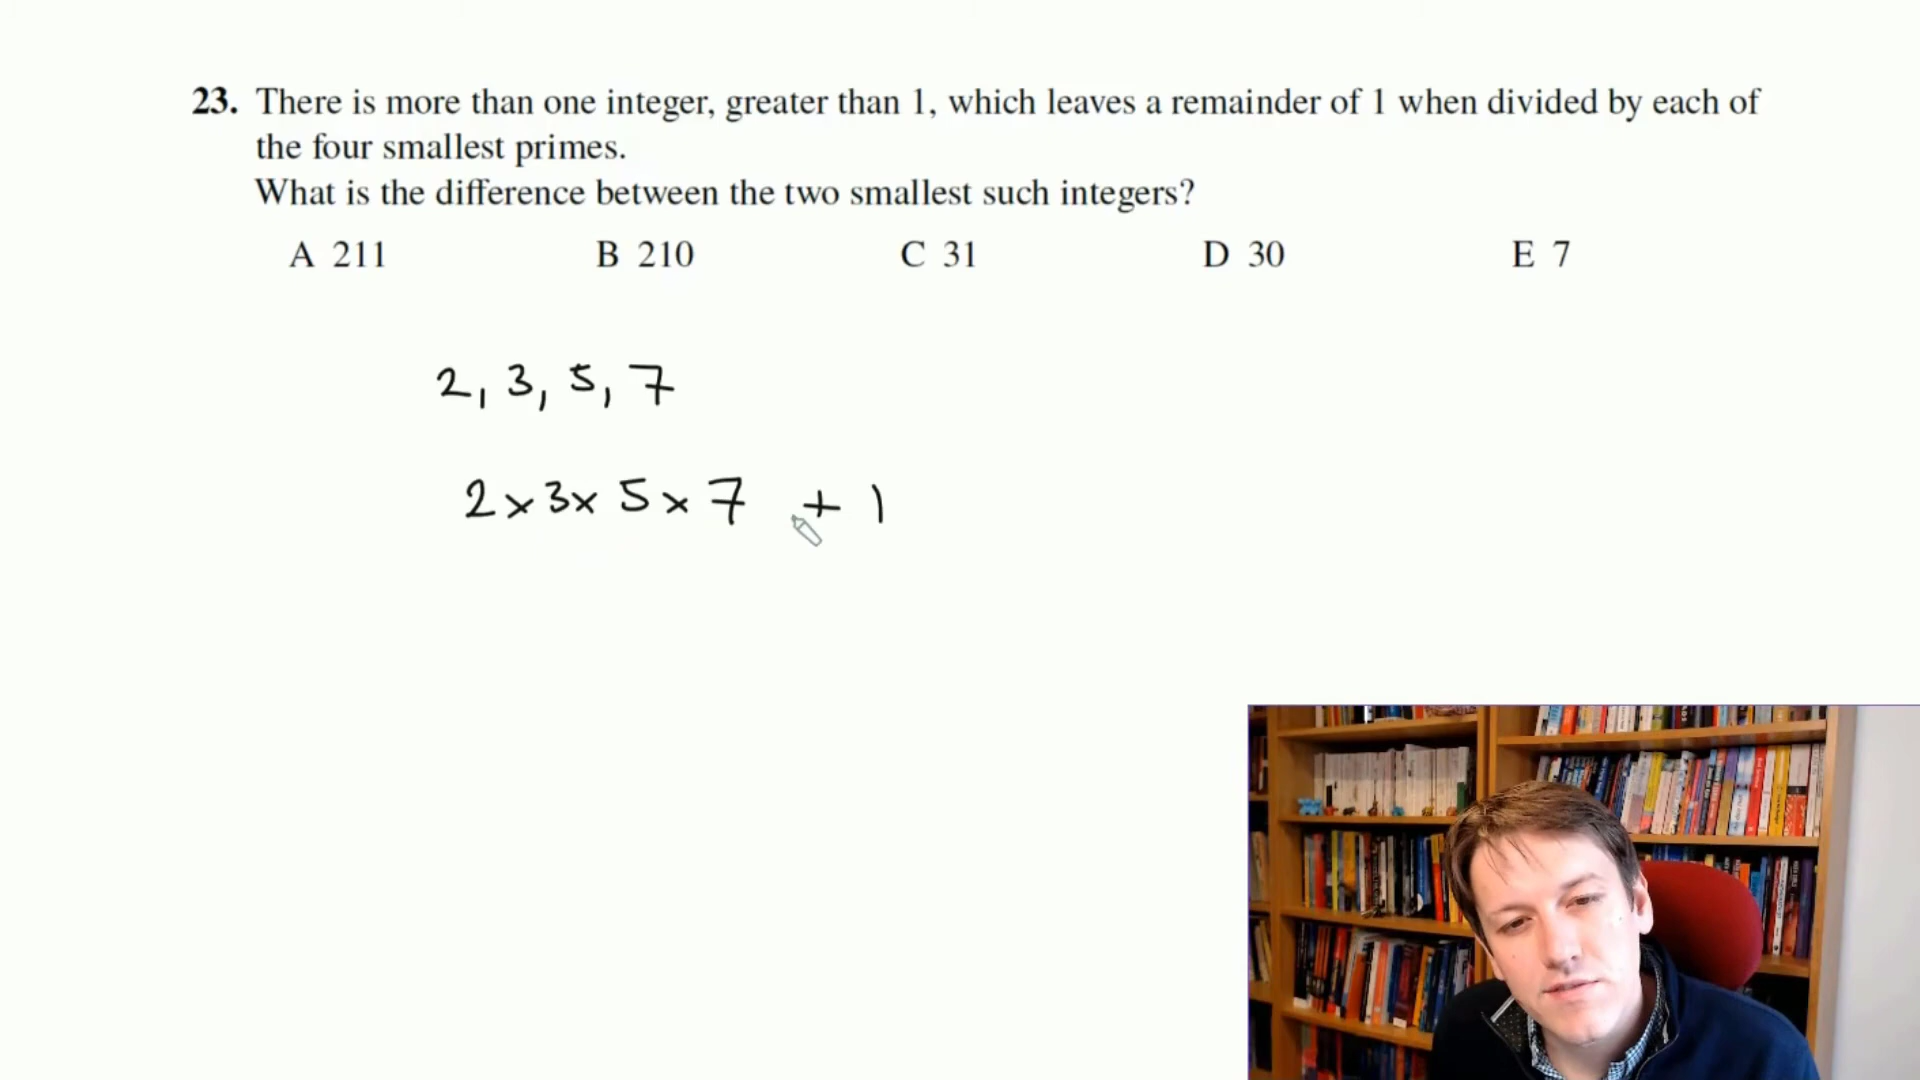 23. There is more than one integer, greater than 1, which leaves a remainder of 1 when divided by each of
the four smallest primes.
What is the difference between the two smallest such integers?
A 211 B 210 C 31 D 30 E 7
2, 3, 5, 7
2 × 3 × 5 × 7 + 1